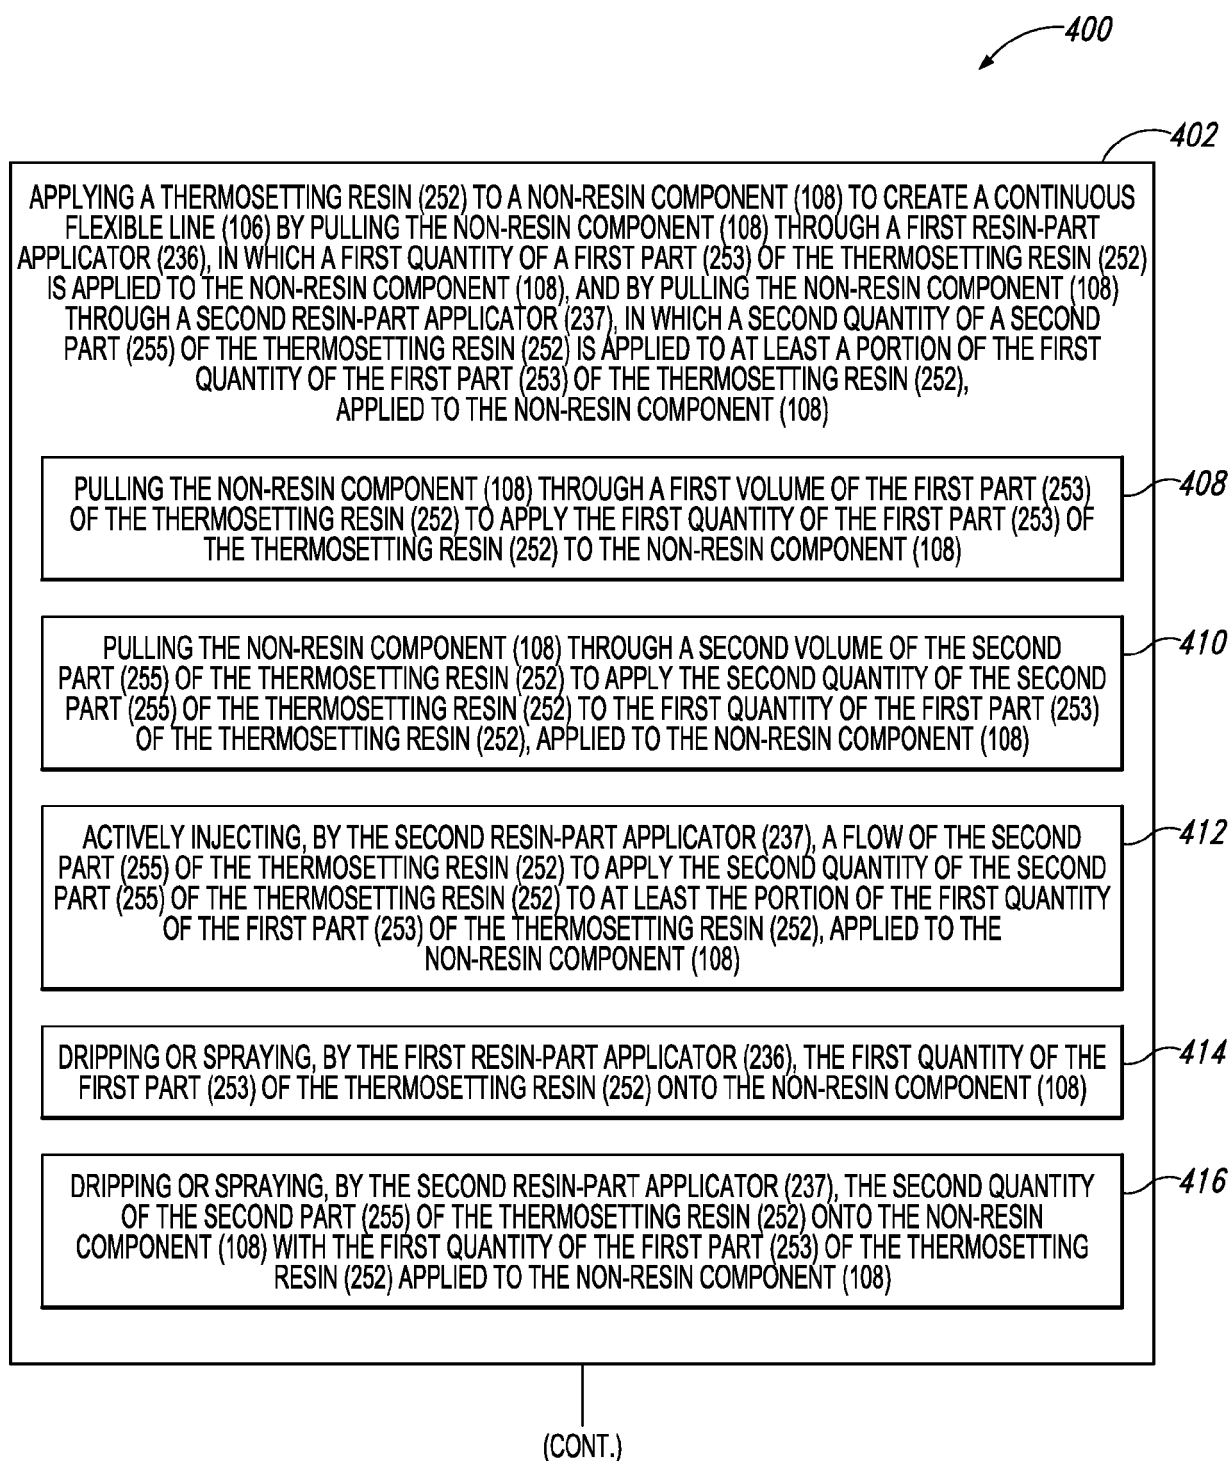 400
402
APPLYING A THERMOSETTING RESIN (252) TO A NON-RESIN COMPONENT (108) TO CREATE A CONTINUOUS
FLEXIBLE LINE (106) BY PULLING THE NON-RESIN COMPONENT (108) THROUGH A FIRST RESIN-PART
APPLICATOR (236), IN WHICH A FIRST QUANTITY OF A FIRST PART (253) OF THE THERMOSETTING RESIN (252)
IS APPLIED TO THE NON-RESIN COMPONENT (108), AND BY PULLING THE NON-RESIN COMPONENT (108)
THROUGH A SECOND RESIN-PART APPLICATOR (237), IN WHICH A SECOND QUANTITY OF A SECOND
PART (255) OF THE THERMOSETTING RESIN (252) IS APPLIED TO AT LEAST A PORTION OF THE FIRST
QUANTITY OF THE FIRST PART (253) OF THE THERMOSETTING RESIN (252),
APPLIED TO THE NON-RESIN COMPONENT (108)
408
PULLING THE NON-RESIN COMPONENT (108) THROUGH A FIRST VOLUME OF THE FIRST PART (253)
OF THE THERMOSETTING RESIN (252) TO APPLY THE FIRST QUANTITY OF THE FIRST PART (253) OF
THE THERMOSETTING RESIN (252) TO THE NON-RESIN COMPONENT (108)
410
PULLING THE NON-RESIN COMPONENT (108) THROUGH A SECOND VOLUME OF THE SECOND
PART (255) OF THE THERMOSETTING RESIN (252) TO APPLY THE SECOND QUANTITY OF THE SECOND
PART (255) OF THE THERMOSETTING RESIN (252) TO THE FIRST QUANTITY OF THE FIRST PART (253)
OF THE THERMOSETTING RESIN (252), APPLIED TO THE NON-RESIN COMPONENT (108)
412
ACTIVELY INJECTING, BY THE SECOND RESIN-PART APPLICATOR (237), A FLOW OF THE SECOND
PART (255) OF THE THERMOSETTING RESIN (252) TO APPLY THE SECOND QUANTITY OF THE SECOND
PART (255) OF THE THERMOSETTING RESIN (252) TO AT LEAST THE PORTION OF THE FIRST QUANTITY
OF THE FIRST PART (253) OF THE THERMOSETTING RESIN (252), APPLIED TO THE
NON-RESIN COMPONENT (108)
414
DRIPPING OR SPRAYING, BY THE FIRST RESIN-PART APPLICATOR (236), THE FIRST QUANTITY OF THE
FIRST PART (253) OF THE THERMOSETTING RESIN (252) ONTO THE NON-RESIN COMPONENT (108)
416
DRIPPING OR SPRAYING, BY THE SECOND RESIN-PART APPLICATOR (237), THE SECOND QUANTITY
OF THE SECOND PART (255) OF THE THERMOSETTING RESIN (252) ONTO THE NON-RESIN
COMPONENT (108) WITH THE FIRST QUANTITY OF THE FIRST PART (253) OF THE THERMOSETTING
RESIN (252) APPLIED TO THE NON-RESIN COMPONENT (108)
(CONT.)